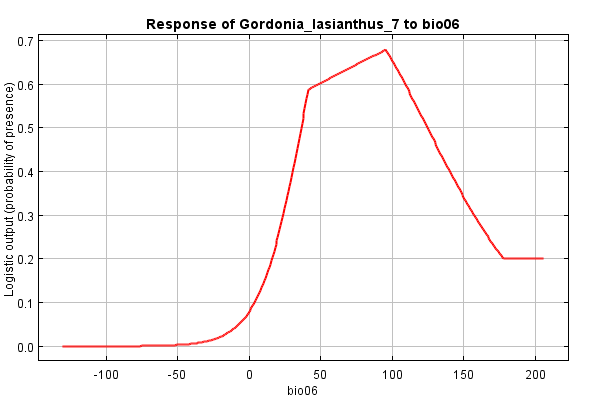 Response of Gordonia_lasianthus_7 to bio06
Logistic output (probability of presence)
0.7
0.6
0.5
0.4
0.3
0.2
0.1
0.0
-100 -50 0 50 100 150 200
bio06